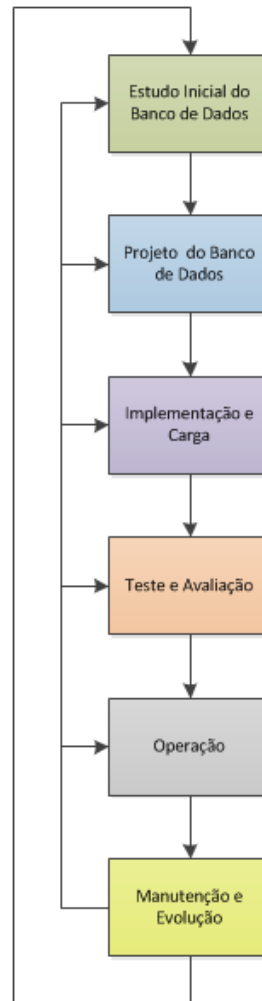 Estudo Inicial do
Banco de Dados
Projeto do Banco
de Dados
Implementação e
Carga
Teste e Avaliação
Operação
Manutenção e
Evolução